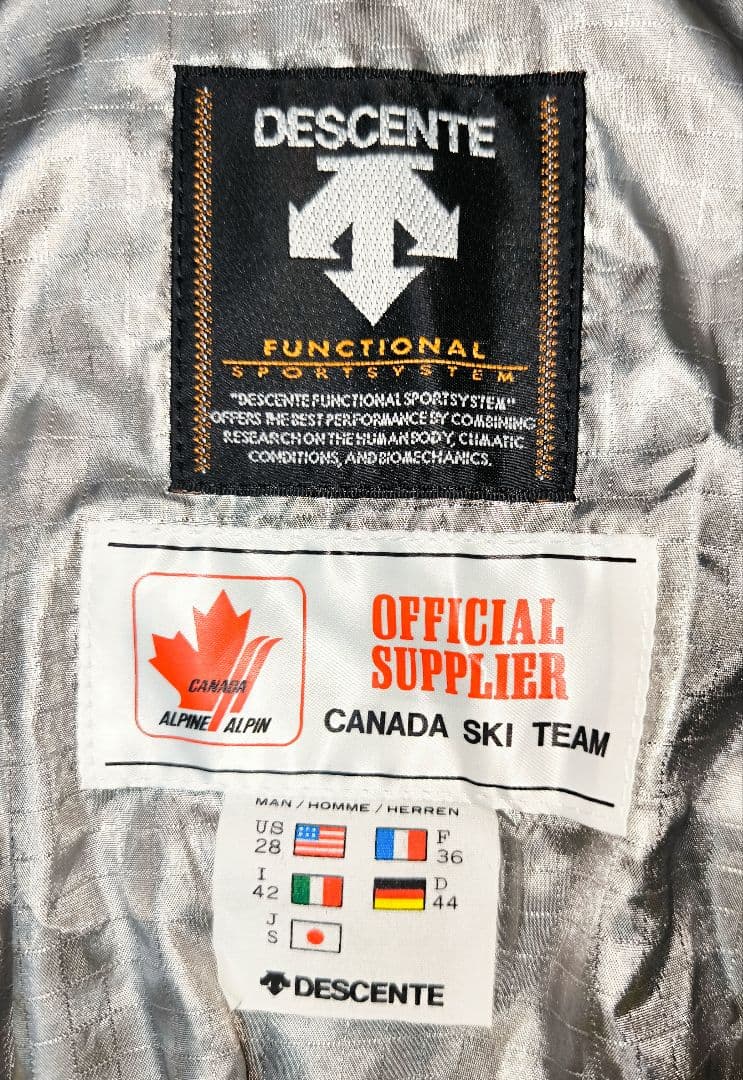 DESCENTE
FUNCTIONAL
SPORTSYSTEM
"DESCENTE FUNCTIONAL SPORTSYSTEM"
OFFERS THE BEST PERFORMANCE BY COMBINING
RESEARCH ON THE HUMAN BODY, CLIMATIC
CONDITIONS, AND BIOMECHANICS.
CANADA
ALPINE ALPIN
OFFICIAL
SUPPLIER
CANADA SKI TEAM
MAN / HOMME / HERREN
US 28
F 36
I 42
D 44
J S
DESCENTE